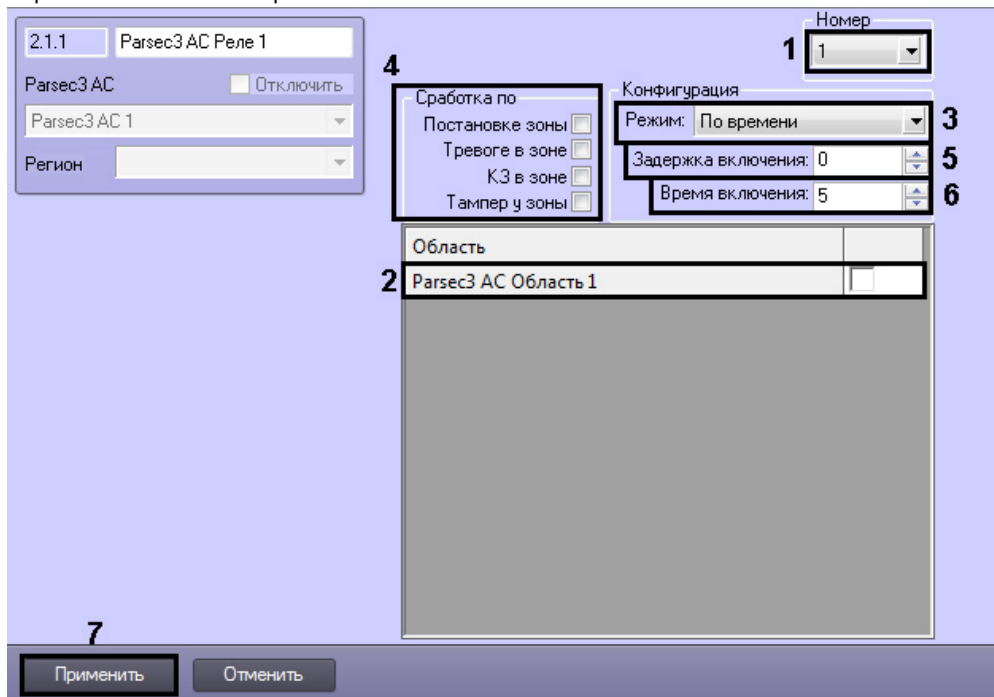 2.1.1 Parsec3 AC Реле 1
Parsec3 AC Отключить
Parsec3 AC 1
Регион
Номер
1 1
4
Сработка по
Постановке зоны
Тревоге в зоне
КЗ в зоне
Тампер у зоны
Конфигурация
Режим: По времени 3
Задержка включения: 0 5
Время включения: 5 6
Область
2 Parsec3 AC Область 1
7
Применить Отменить